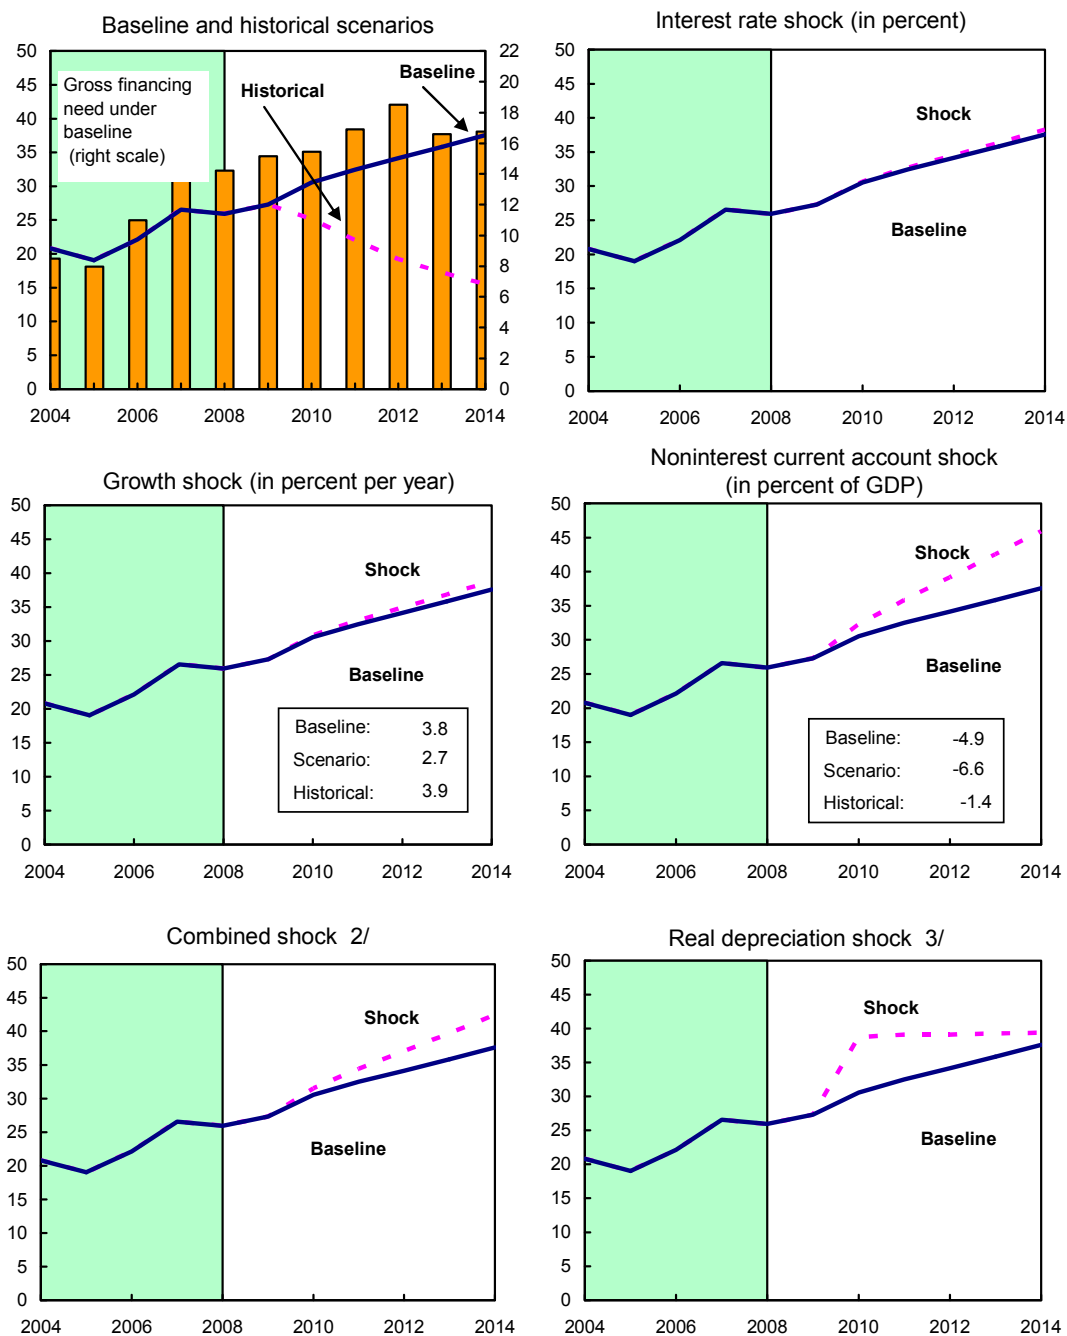 Baseline and historical scenarios
50
45
40
35
30
25
20
15
10
5
0
22
20
18
16
14
12
10
8
6
4
2
0
Gross financing
need under
baseline
(right scale)
Historical
Baseline
2004 2006 2008 2010 2012 2014
Interest rate shock (in percent)
50
45
40
35
30
25
20
15
10
5
0
Shock
Baseline
2004 2006 2008 2010 2012 2014
Growth shock (in percent per year)
50
45
40
35
30
25
20
15
10
5
0
Shock
Baseline
Baseline: 3.8
Scenario: 2.7
Historical: 3.9
2004 2006 2008 2010 2012 2014
Noninterest current account shock
(in percent of GDP)
50
45
40
35
30
25
20
15
10
5
0
Shock
Baseline
Baseline: -4.9
Scenario: -6.6
Historical: -1.4
2004 2006 2008 2010 2012 2014
Combined shock 2/
50
45
40
35
30
25
20
15
10
5
0
Shock
Baseline
2004 2006 2008 2010 2012 2014
Real depreciation shock 3/
50
45
40
35
30
25
20
15
10
5
0
Shock
Baseline
2004 2006 2008 2010 2012 2014